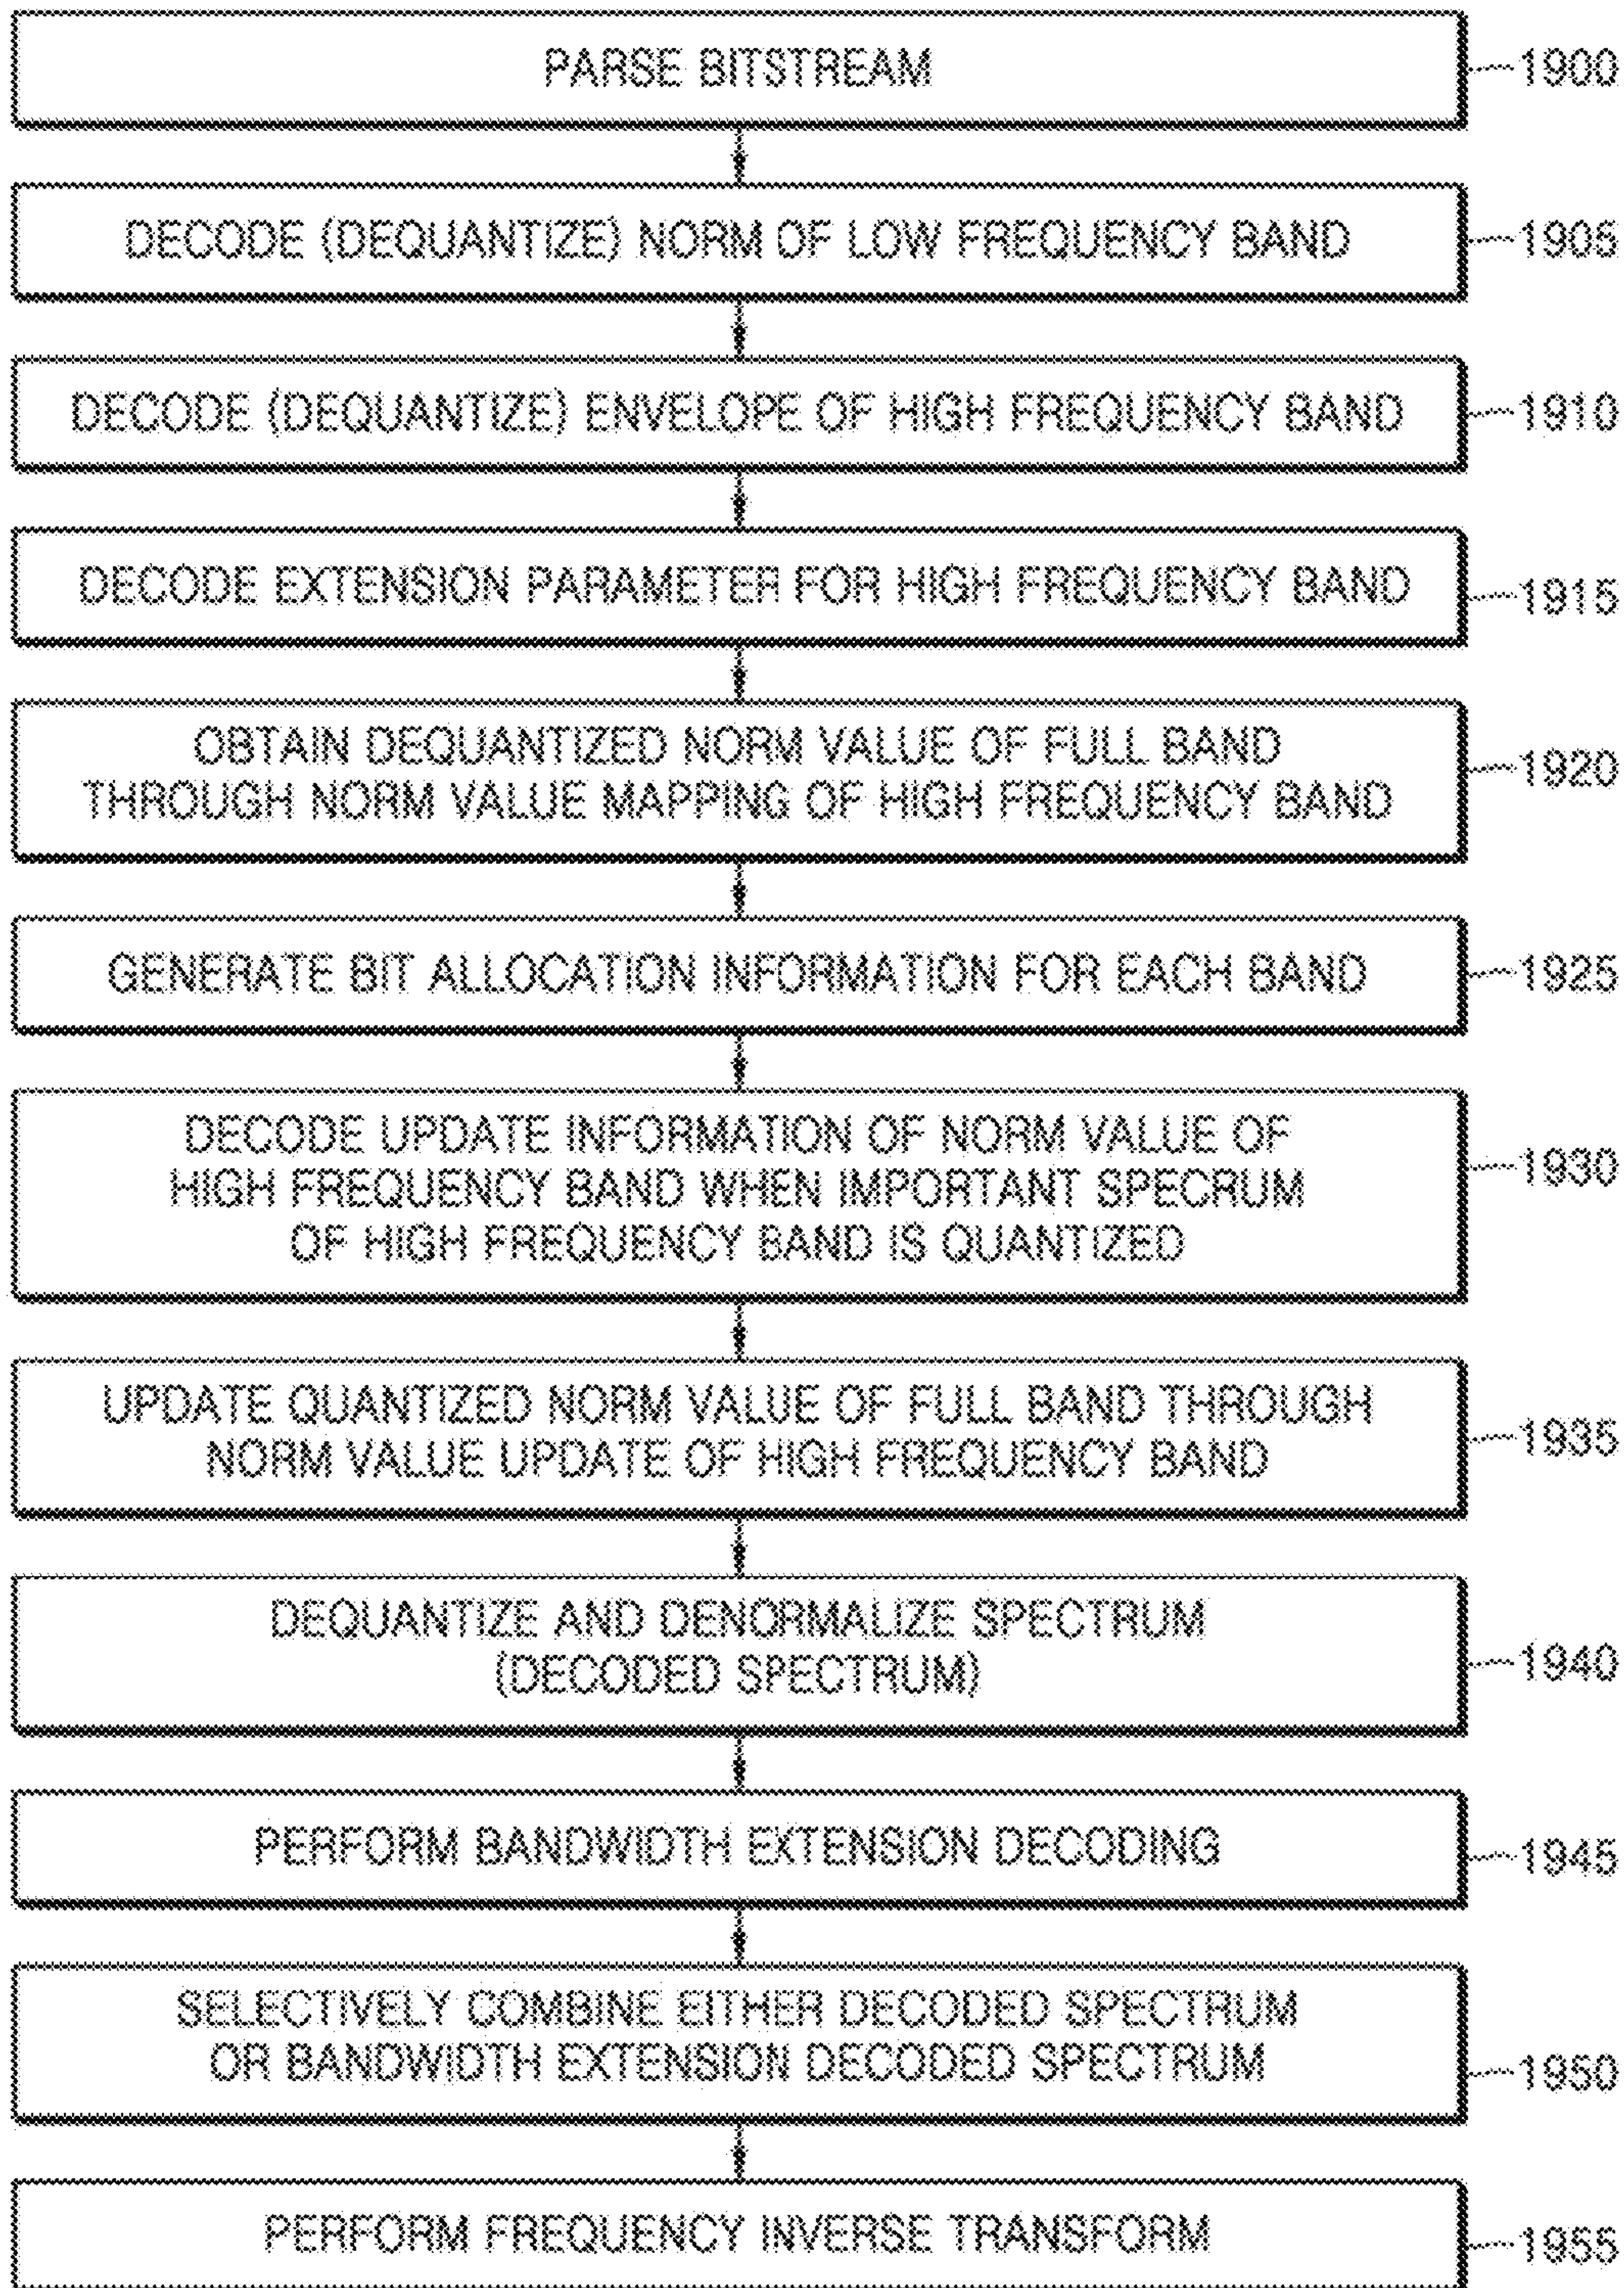 PARSE BITSTREAM
1900
DECODE (DEQUANTIZE) NORM OF LOW FREQUENCY BAND
1905
DECODE (DEQUANTIZE) ENVELOPE OF HIGH FREQUENCY BAND
1910
DECODE EXTENSION PARAMETER FOR HIGH FREQUENCY BAND
1915
OBTAIN DEQUANTIZED NORM VALUE OF FULL BAND
THROUGH NORM VALUE MAPPING OF HIGH FREQUENCY BAND
1920
GENERATE BIT ALLOCATION INFORMATION FOR EACH BAND
1925
DECODE UPDATE INFORMATION OF NORM VALUE OF
HIGH FREQUENCY BAND WHEN IMPORTANT SPECRUM
OF HIGH FREQUENCY BAND IS QUANTIZED
1930
UPDATE QUANTIZED NORM VALUE OF FULL BAND THROUGH
NORM VALUE UPDATE OF HIGH FREQUENCY BAND
1935
DEQUANTIZE AND DENORMALIZE SPECTRUM
(DECODED SPECTRUM)
1940
PERFORM BANDWIDTH EXTENSION DECODING
1945
SELECTIVELY COMBINE EITHER DECODED SPECTRUM
OR BANDWIDTH EXTENSION DECODED SPECTRUM
1950
PERFORM FREQUENCY INVERSE TRANSFORM
1955